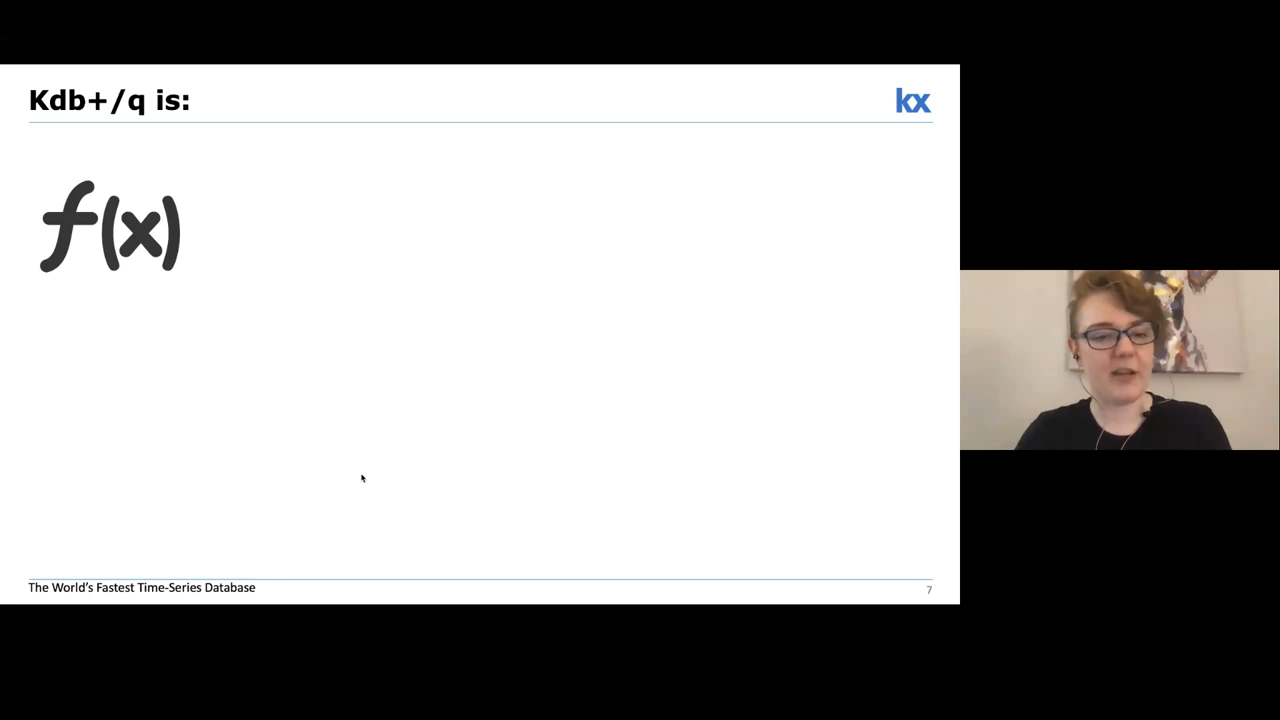 Kdb+/q is:
kx
f(x)
The World's Fastest Time-Series Database
7